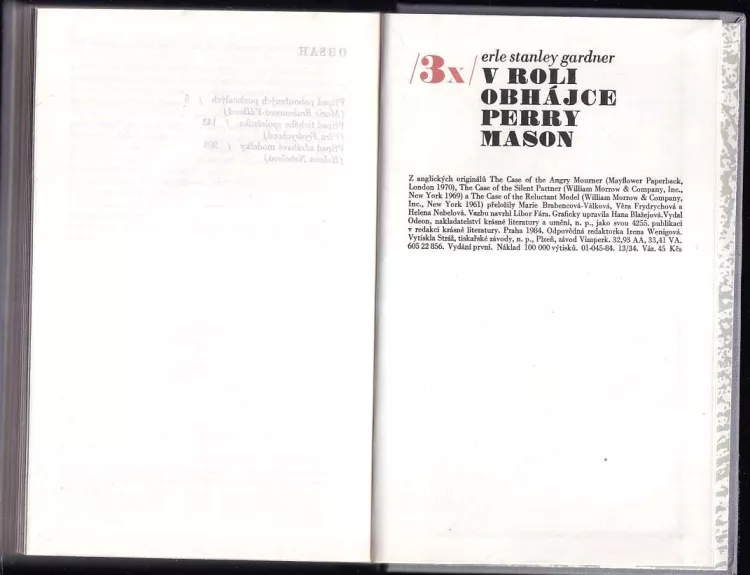 OBSAH
/3x/
erle stanley gardner
V ROLI
OBHÁJCE
PERRY
MASON
Z anglických originálů The Case of the Angry Mourner (Mayflower Paperback,
London 1970), The Case of the Silent Partner (William Morrow & Company, Inc.,
New York 1969) a The Case of the Reluctant Model (William Morrow & Company,
Inc., New York 1961) přeložily Marie Brabencová-Válková, Věra Frydrychová a
Helena Nebelová. Vazbu navrhl Libor Fára. Graficky upravila Hana Blažejová.Vydal
Odeon, nakladatelství krásné literatury a umění, n. p., jako svou 4255. publikaci
v redakci krásné literatury. Praha 1984. Odpovědná redaktorka Irena Wenigová.
Vytiskla Stráž, tiskařské závody, n. p., Plzeň, závod Vimperk. 32,93 AA, 33,41 VA.
605 22 856. Vydání první. Náklad 100 000 výtisků. 01-045-84. 13/34. Váz. 45 Kčs